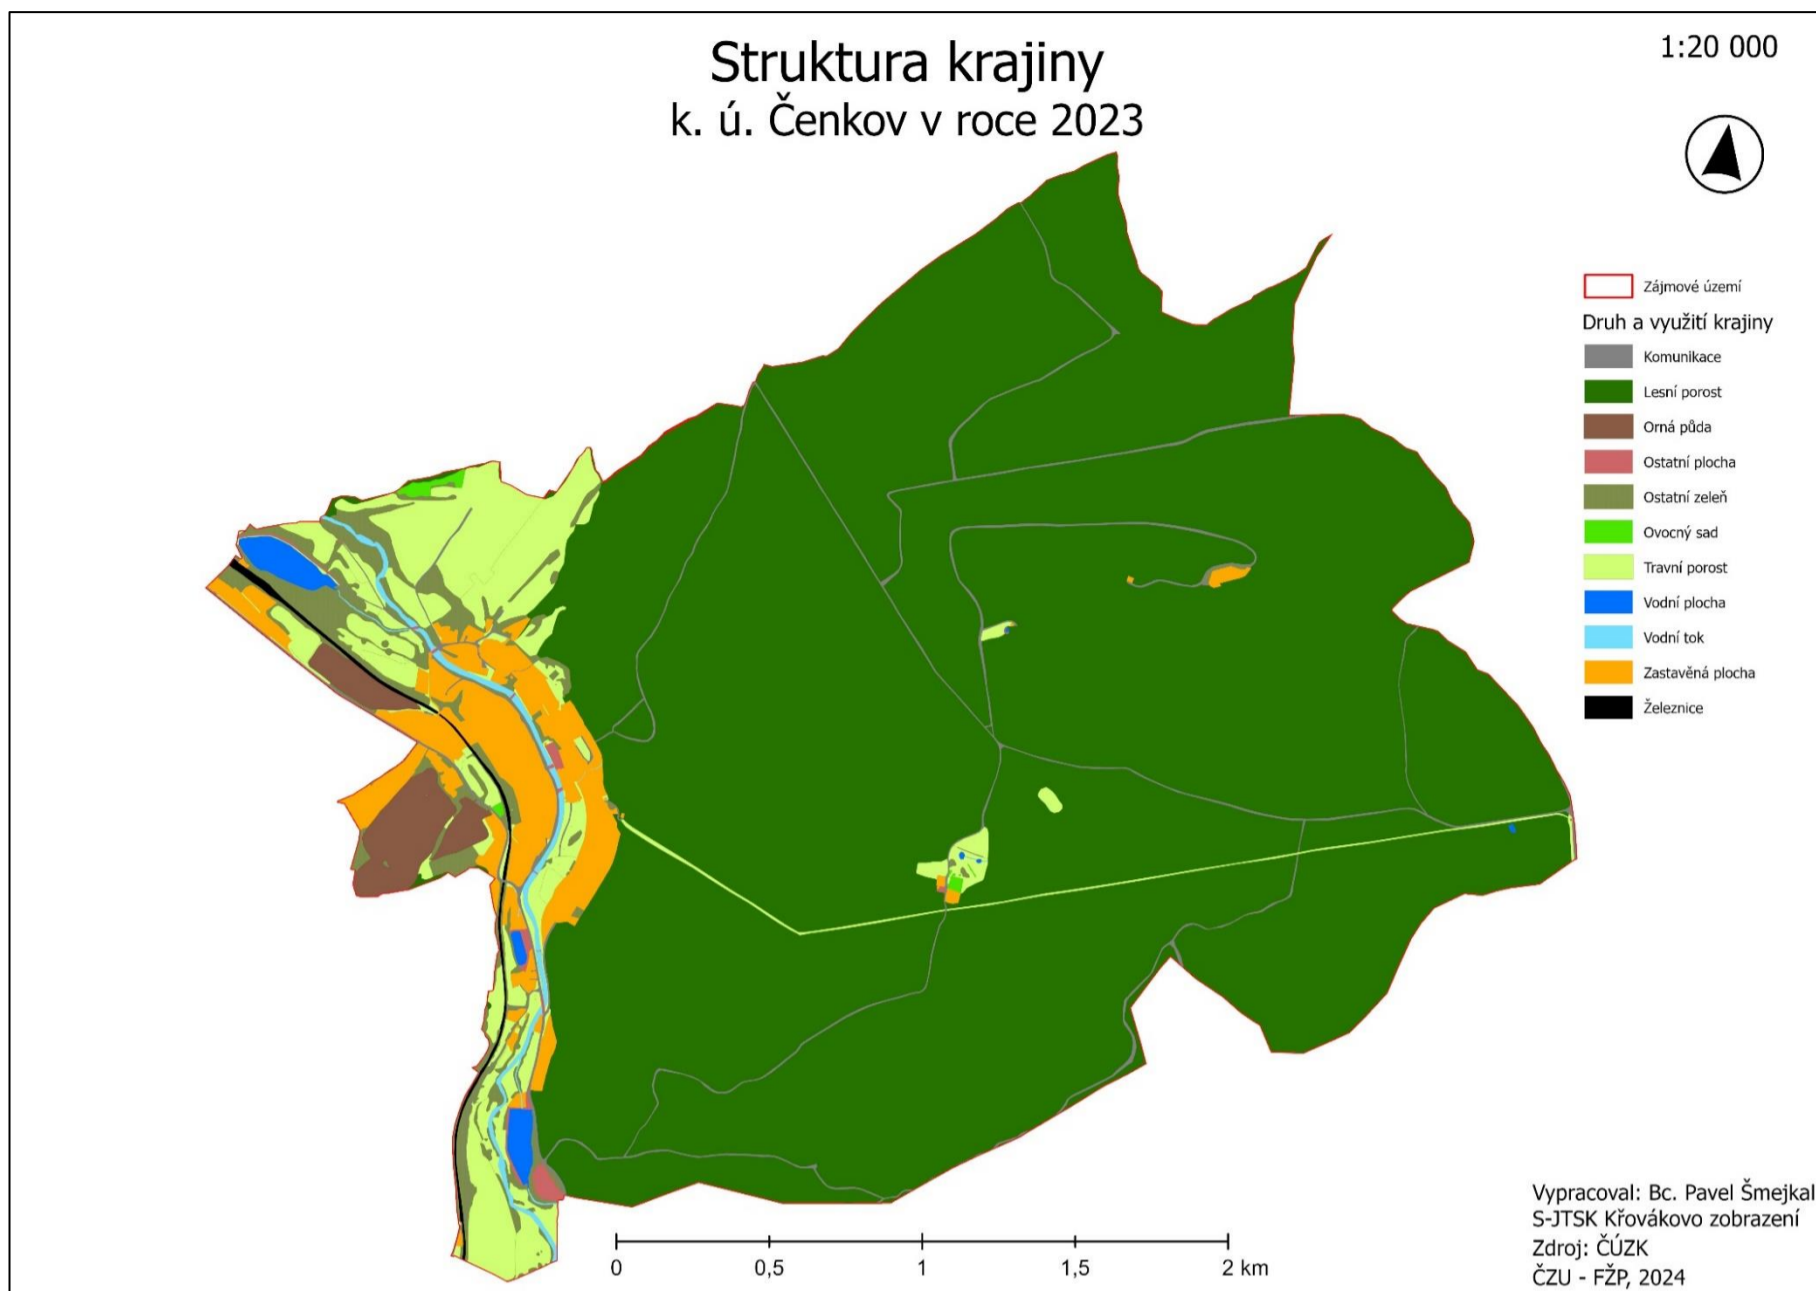 Struktura krajiny
k. ú. Čenkov v roce 2023
1:20 000
Zájmové území
Druh a využití krajiny
Komunikace
Lesní porost
Orná půda
Ostatní plocha
Ostatní zeleň
Ovocný sad
Travní porost
Vodní plocha
Vodní tok
Zastavěná plocha
Železnice
0 0,5 1 1,5 2 km
Vypracoval: Bc. Pavel Šmejkal
S-JTSK Křovákovo zobrazení
Zdroj: ČÚZK
ČZU - FŽP, 2024